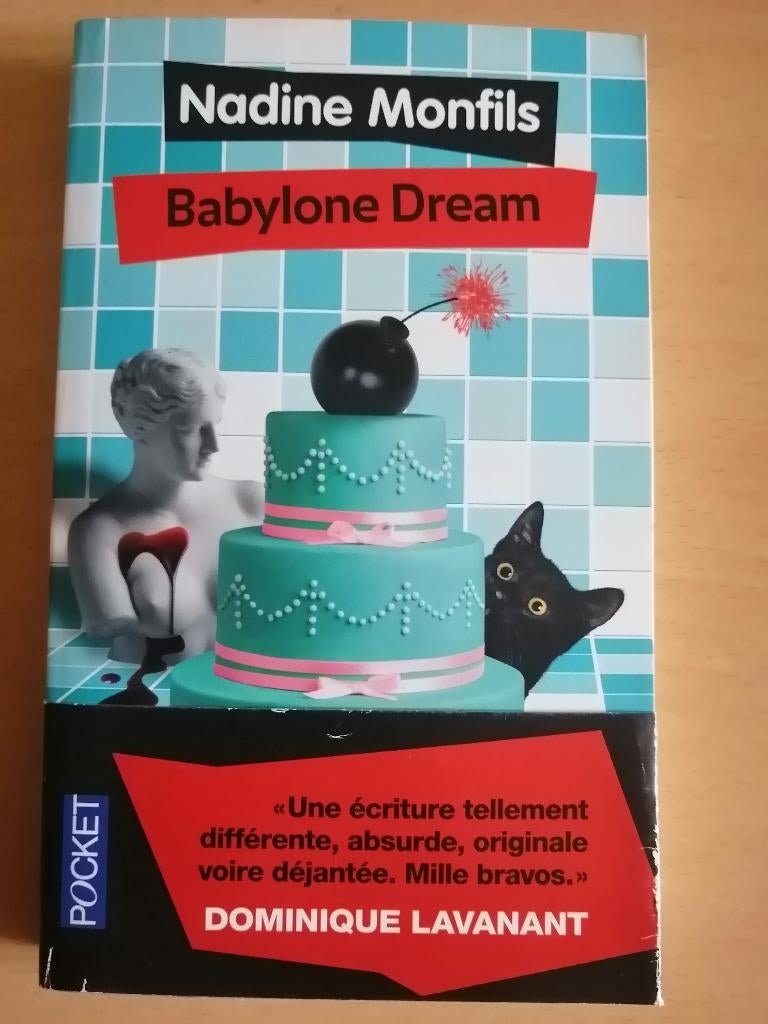 Nadine Monfils
Babylone Dream
«Une écriture tellement
différente, absurde, originale
voire déjantée. Mille bravos.»
DOMINIQUE LAVANANT
POCKET